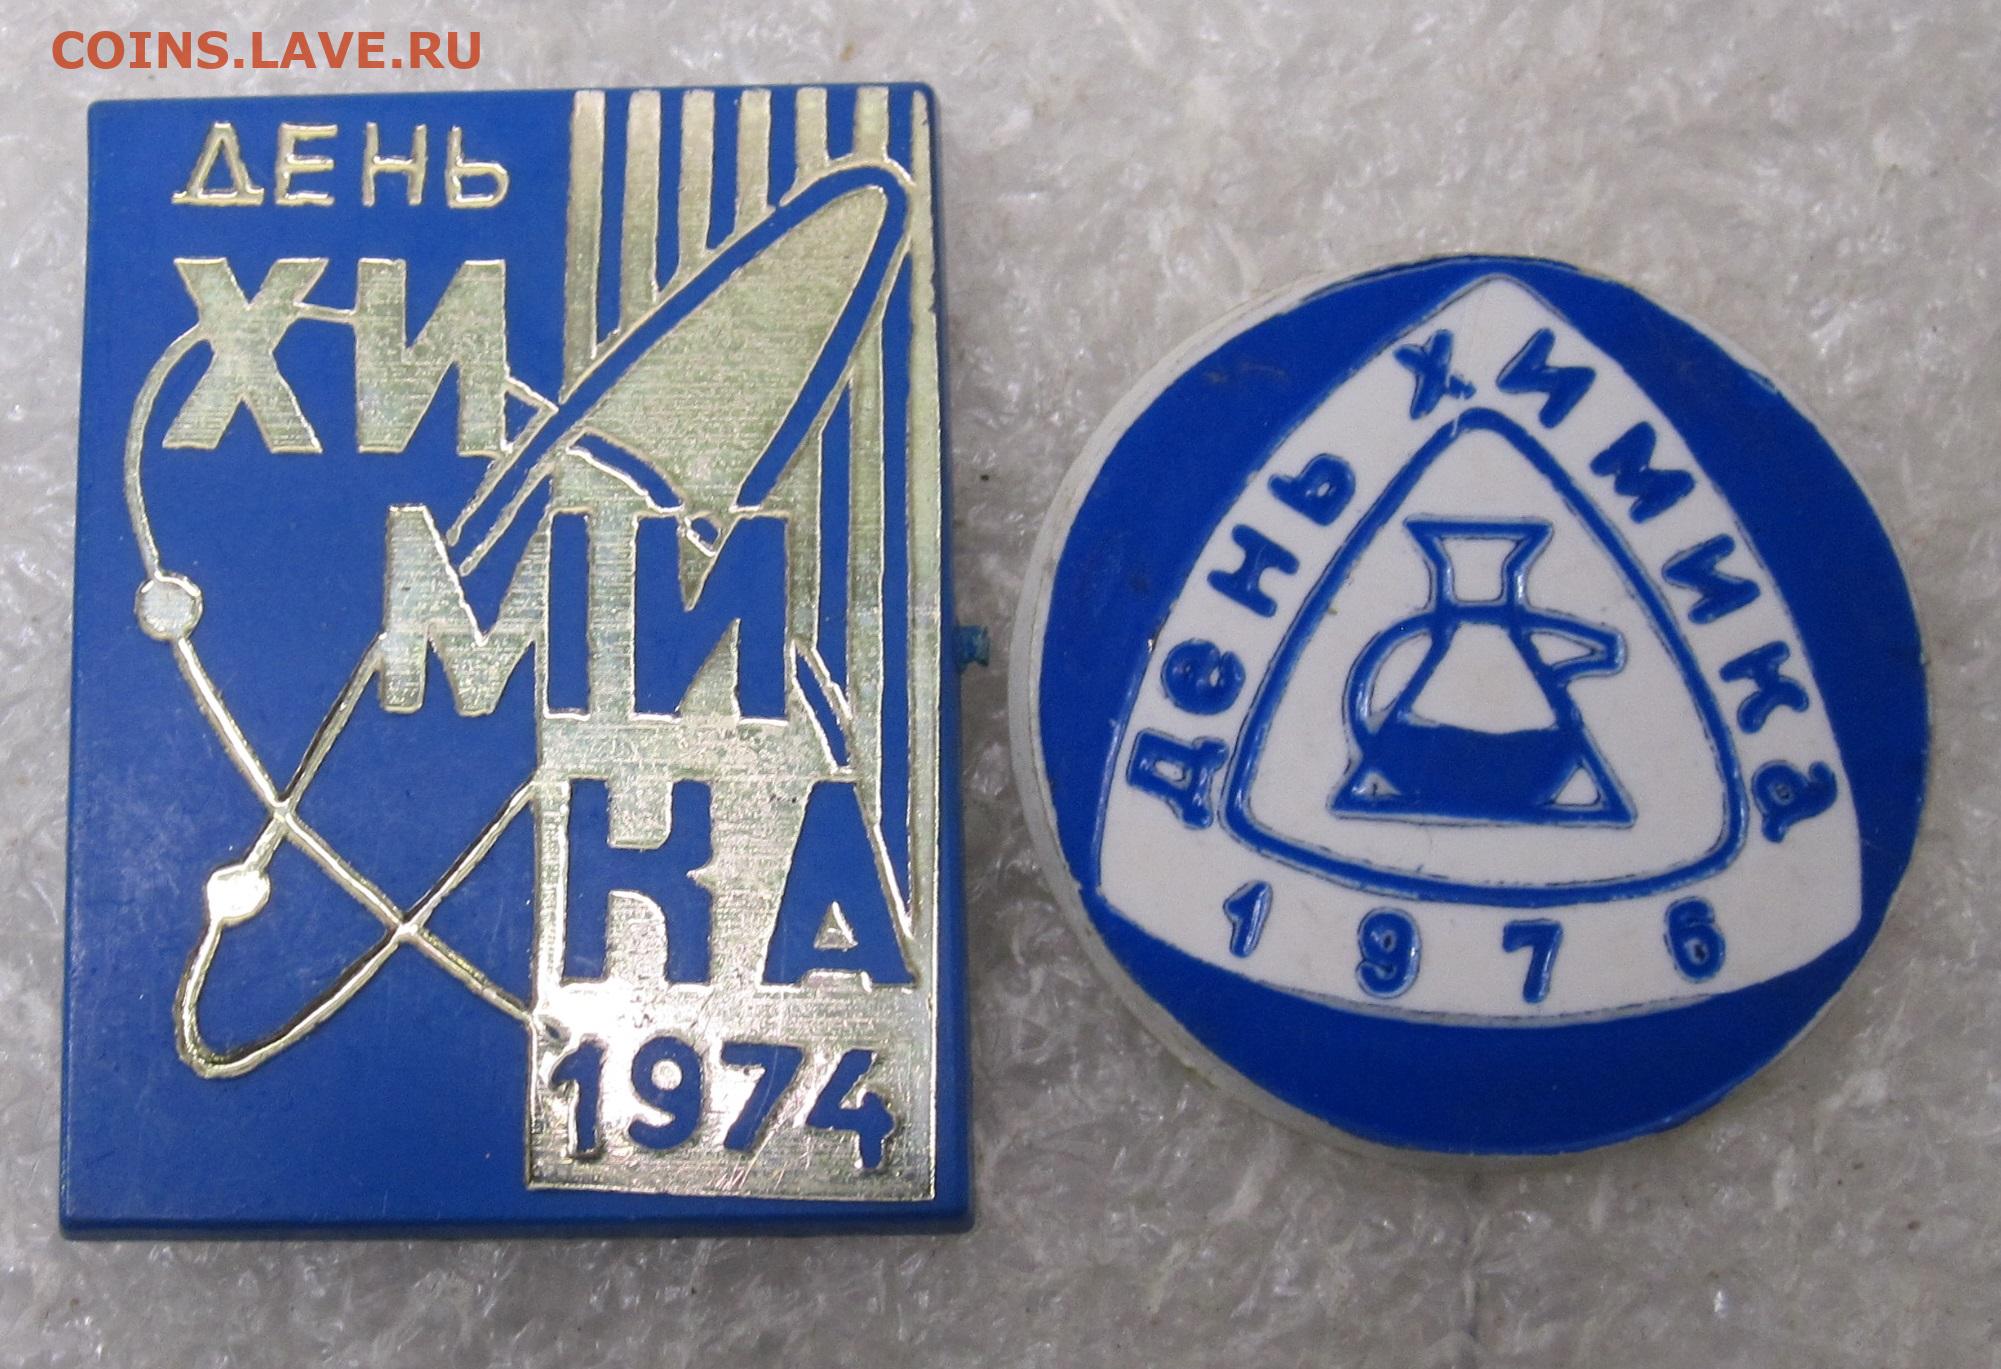 COINS.LAVE.RU
ДЕНЬ
ХИ
МИ
КА
1974
День химика
1976